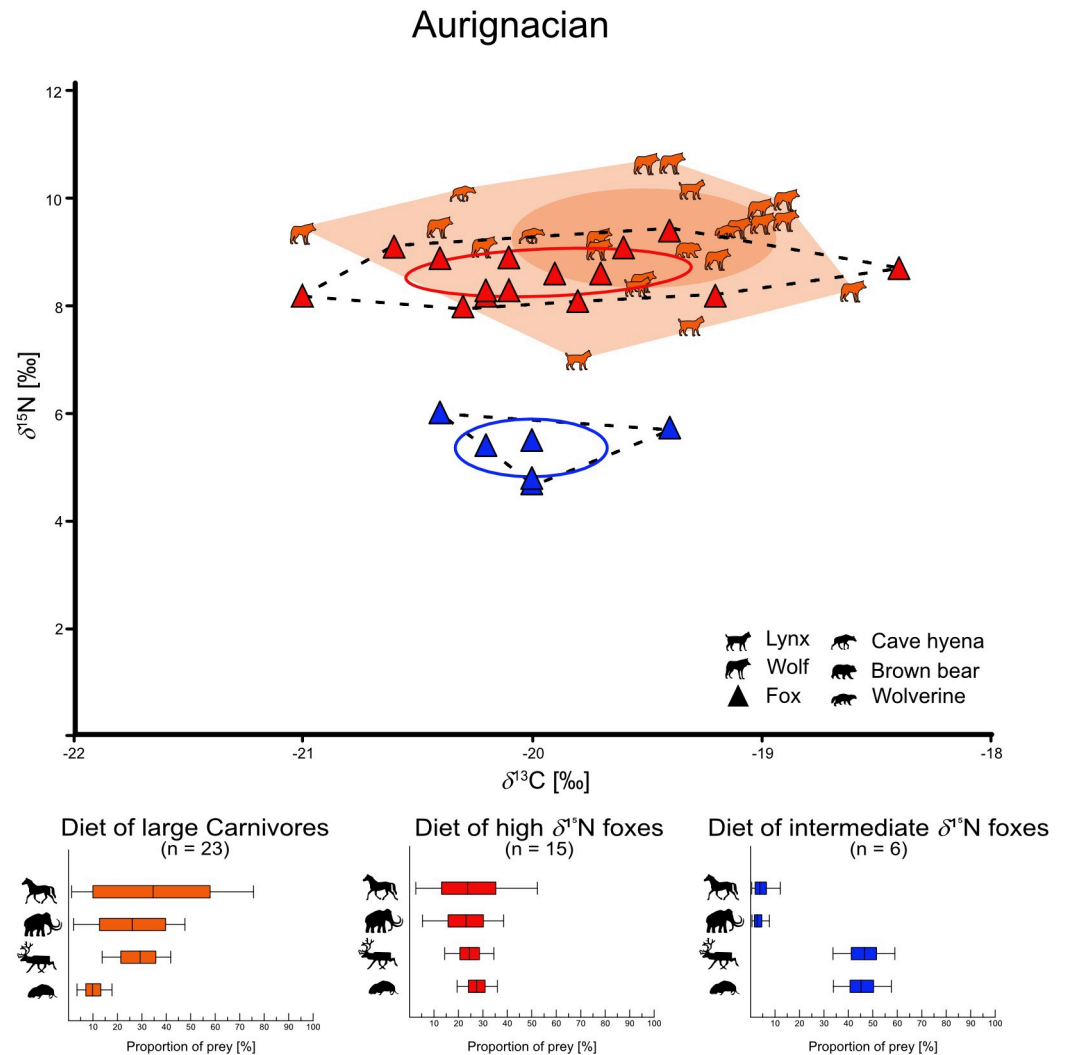 Aurignacian
12
10
8
6
4
2
δ15N [‰]
-22
-21
-20
-19
-18
δ13C [‰]
Lynx
Wolf
Fox
Cave hyena
Brown bear
Wolverine
Diet of large Carnivores
(n = 23)
10 20 30 40 50 60 70 80 90 100
Proportion of prey [%]
Diet of high δ¹⁵N foxes
(n = 15)
10 20 30 40 50 60 70 80 90 100
Proportion of prey [%]
Diet of intermediate δ¹⁵N foxes
(n = 6)
10 20 30 40 50 60 70 80 90 100
Proportion of prey [%]